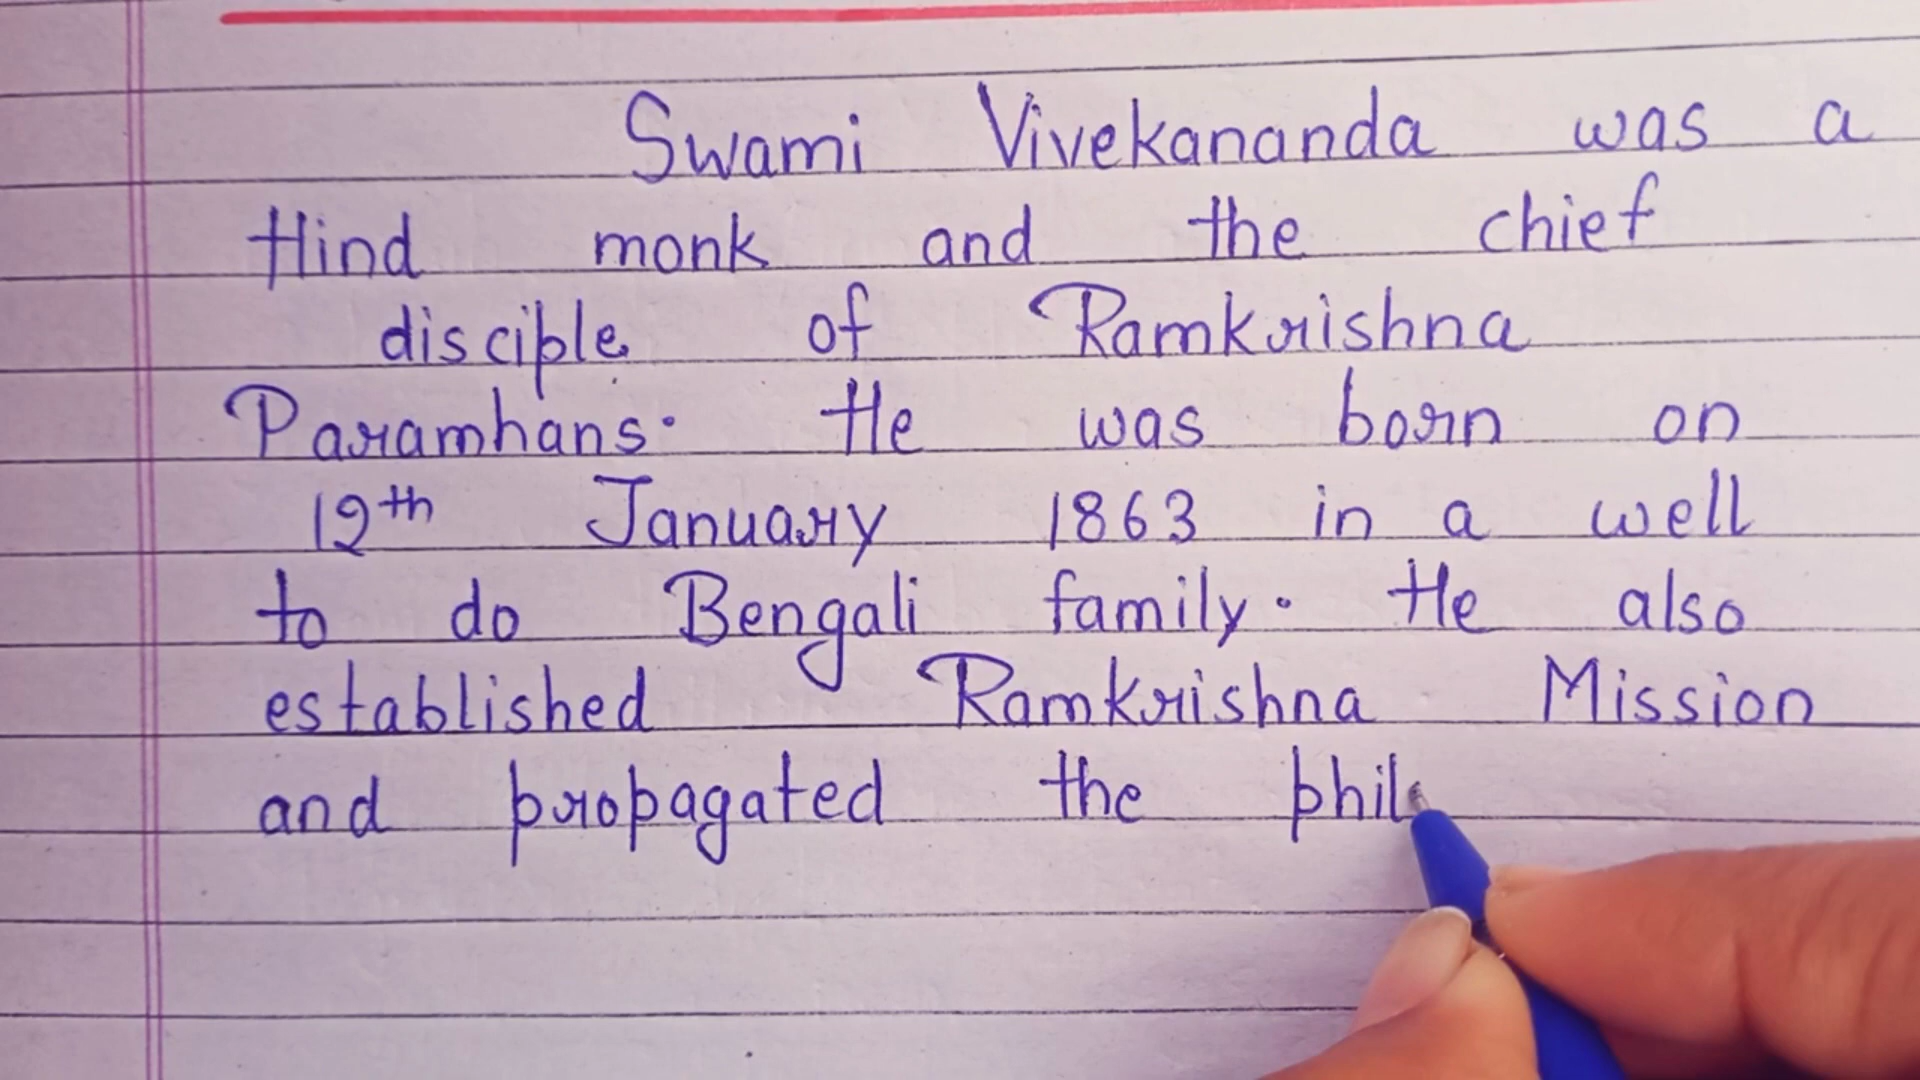 Swami Vivekananda was a
Hind monk and the chief
disciple of Ramkrishna
Paramhans. He was born on
12th January 1863 in a well
to do Bengali family. He also
established Ramkrishna Mission
and propagated the phil